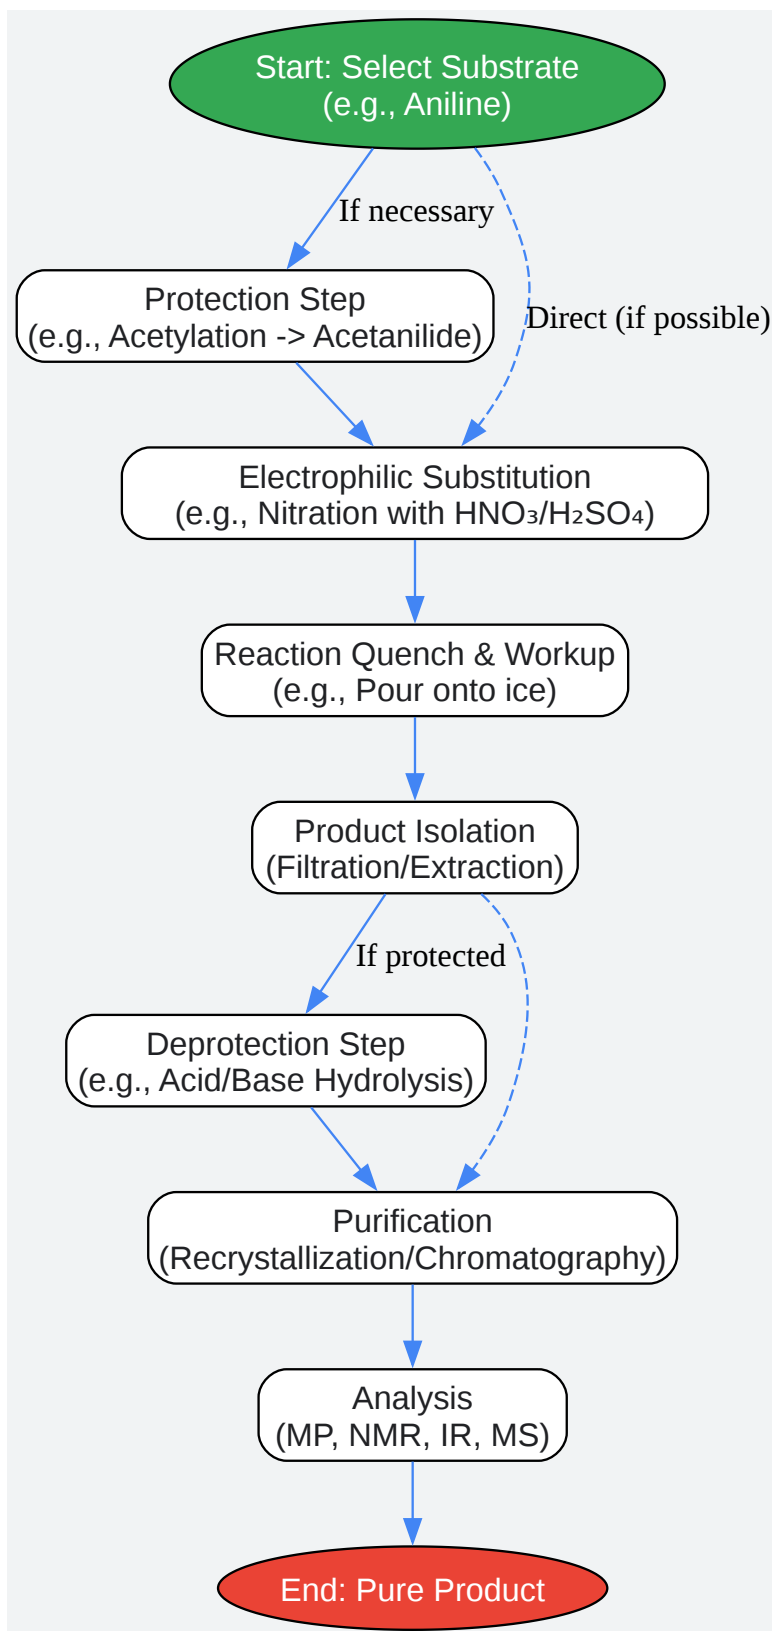 Start: Select Substrate
(e.g., Aniline)
If necessary
Protection Step
(e.g., Acetylation -> Acetanilide)
Direct (if possible)
Electrophilic Substitution
(e.g., Nitration with HNO₃/H₂SO₄)
Reaction Quench & Workup
(e.g., Pour onto ice)
Product Isolation
(Filtration/Extraction)
If protected
Deprotection Step
(e.g., Acid/Base Hydrolysis)
Purification
(Recrystallization/Chromatography)
Analysis
(MP, NMR, IR, MS)
End: Pure Product